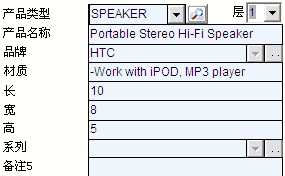 产品类型 SPEAKER 层 1
产品名称 Portable Stereo Hi-Fi Speaker
品牌 HTC ..
材质 -Work with iPOD, MP3 player
长 10
宽 8
高 5
系列 ..
备注5